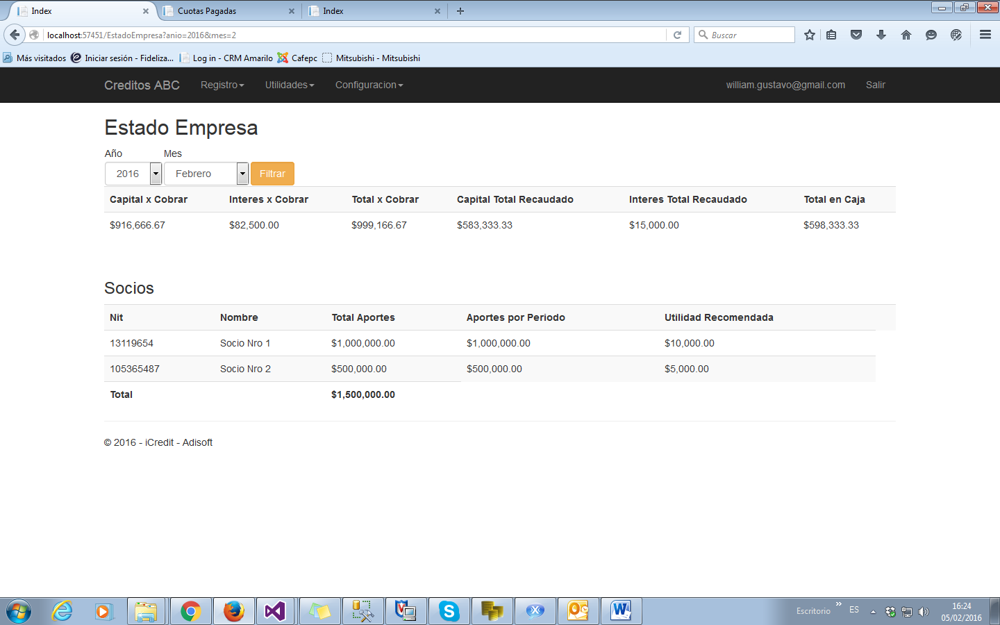 Index
Cuotas Pagadas
Index
localhost:57451/EstadoEmpresa?anio=2016&mes=2
Buscar
Más visitados
Iniciar sesión - Fideliza...
Log in - CRM Amarilo
Cafepc
Mitsubishi - Mitsubishi
Creditos ABC
Registro
Utilidades
Configuracion
william.gustavo@gmail.com
Salir
Estado Empresa
Año Mes
2016 Febrero Filtrar
Capital x Cobrar Interes x Cobrar Total x Cobrar Capital Total Recaudado Interes Total Recaudado Total en Caja
$916,666.67 $82,500.00 $999,166.67 $583,333.33 $15,000.00 $598,333.33
Socios
Nit Nombre Total Aportes Aportes por Periodo Utilidad Recomendada
13119654 Socio Nro 1 $1,000,000.00 $1,000,000.00 $10,000.00
105365487 Socio Nro 2 $500,000.00 $500,000.00 $5,000.00
Total $1,500,000.00
© 2016 - iCredit - Adisoft
Escritorio » ES
16:24
05/02/2016